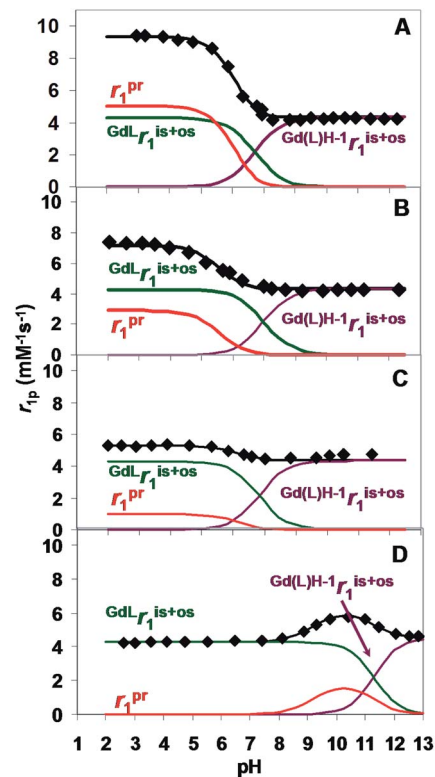 10
A
8
r₁ᵖʳ
6
4
GdLr₁ⁱˢ⁺ᵒˢ
Gd(L)H-1r₁ⁱˢ⁺ᵒˢ
2
0
10
B
8
6
GdLr₁ⁱˢ⁺ᵒˢ
4
r₁ᵖʳ
Gd(L)H-1r₁ⁱˢ⁺ᵒˢ
2
0
r₁ₚ (mM⁻¹s⁻¹)
10
C
8
6
GdLr₁ⁱˢ⁺ᵒˢ
4
r₁ᵖʳ
Gd(L)H-1r₁ⁱˢ⁺ᵒˢ
2
0
10
D
8
Gd(L)H-1r₁ⁱˢ⁺ᵒˢ
6
GdLr₁ⁱˢ⁺ᵒˢ
4
2
r₁ᵖʳ
0
1 2 3 4 5 6 7 8 9 10 11 12 13
pH